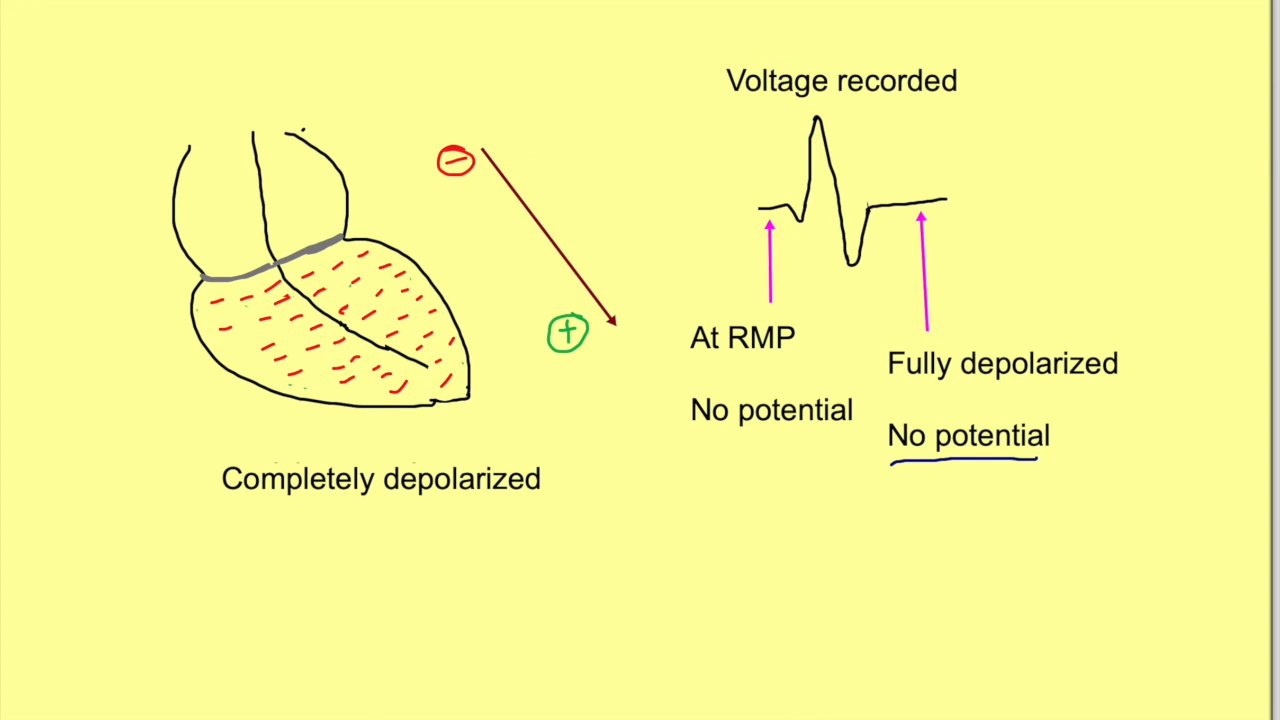 Voltage recorded
−
+
At RMP
No potential
Fully depolarized
No potential
Completely depolarized